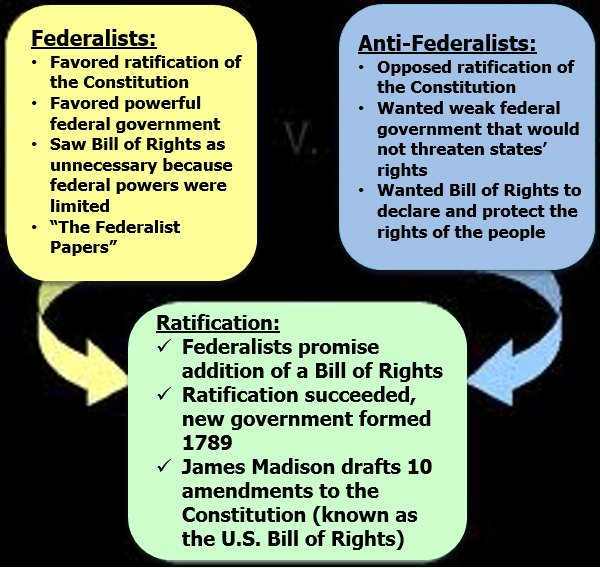 Federalists:
• Favored ratification of
the Constitution
• Favored powerful
federal government
• Saw Bill of Rights as
unnecessary because
federal powers were
limited
• “The Federalist
Papers”
V.
Anti-Federalists:
• Opposed ratification of
the Constitution
• Wanted weak federal
government that would
not threaten states’
rights
• Wanted Bill of Rights to
declare and protect the
rights of the people
Ratification:
✓ Federalists promise
addition of a Bill of Rights
✓ Ratification succeeded,
new government formed
1789
✓ James Madison drafts 10
amendments to the
Constitution (known as
the U.S. Bill of Rights)